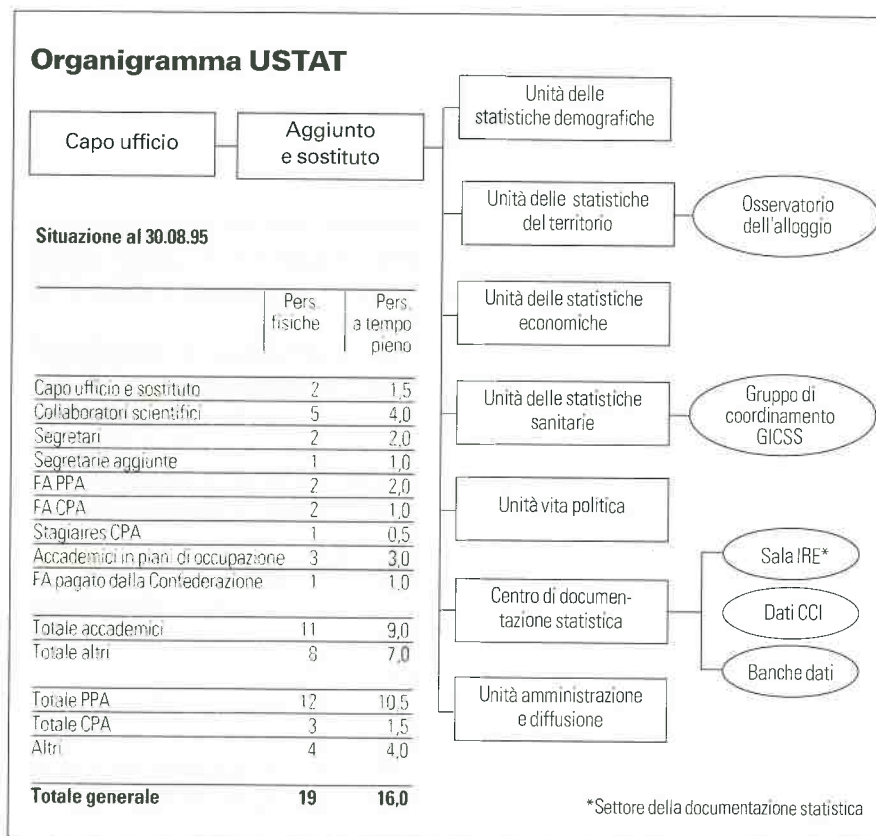 Organigramma USTAT
Capo ufficio
Aggiunto
e sostituto
Unità delle
statistiche demografiche
Unità delle statistiche
del territorio
Osservatorio
dell'alloggio
Unità delle statistiche
economiche
Unità delle statistiche
sanitarie
Gruppo di
coordinamento
GICSS
Unità vita politica
Centro di documen-
tazione statistica
Sala IRE*
Dati CCI
Banche dati
Unità amministrazione
e diffusione
Situazione al 30.08.95
Pers. Pers.
fisiche a tempo
pieno
Capo ufficio e sostituto 2 1,5
Collaboratori scientifici 5 4,0
Segretari 2 2,0
Segretarie aggiunte 1 1,0
FA PPA 2 2,0
FA CPA 2 1,0
Stagiaires CPA 1 0,5
Accademici in piani di occupazione 3 3,0
FA pagato dalla Confederazione 1 1,0
Totale accademici 11 9,0
Totale altri 8 7,0
Totale PPA 12 10,5
Totale CPA 3 1,5
Altri 4 4,0
Totale generale 19 16,0
*Settore della documentazione statistica